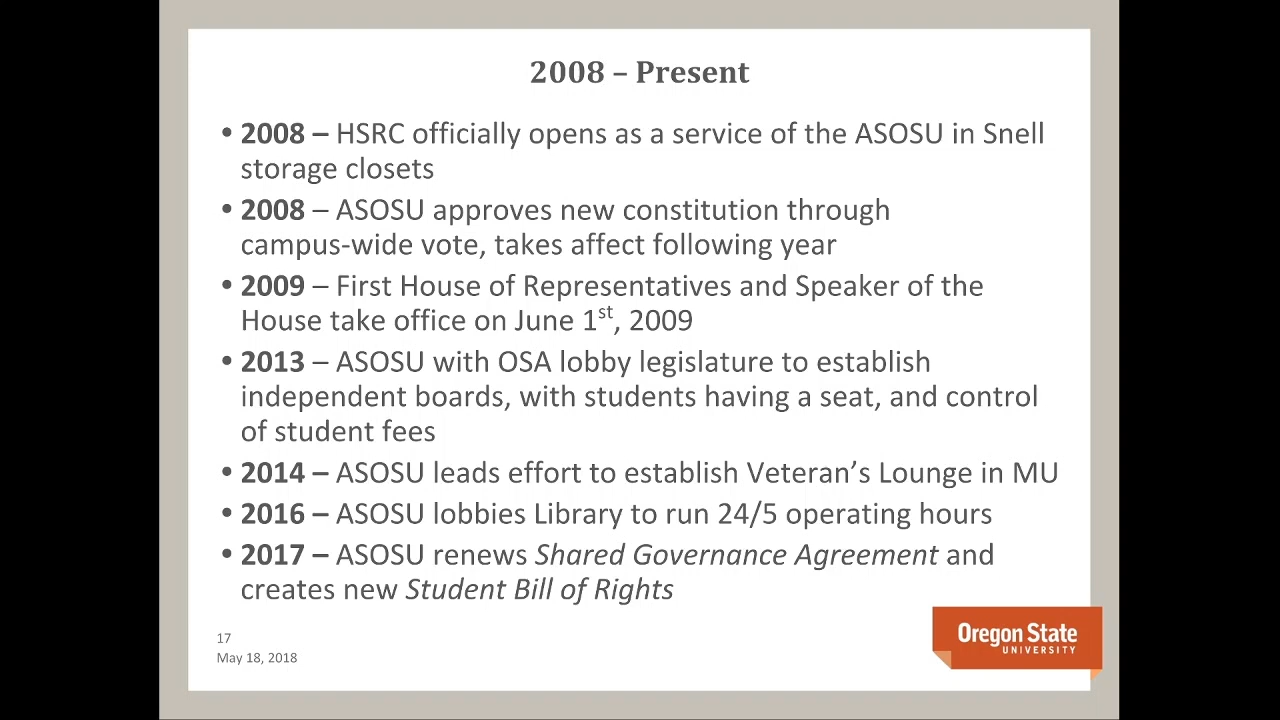 2008 – Present
• 2008 – HSRC officially opens as a service of the ASOSU in Snell
storage closets
• 2008 – ASOSU approves new constitution through
campus-wide vote, takes affect following year
• 2009 – First House of Representatives and Speaker of the
House take office on June 1st, 2009
• 2013 – ASOSU with OSA lobby legislature to establish
independent boards, with students having a seat, and control
of student fees
• 2014 – ASOSU leads effort to establish Veteran’s Lounge in MU
• 2016 – ASOSU lobbies Library to run 24/5 operating hours
• 2017 – ASOSU renews Shared Governance Agreement and
creates new Student Bill of Rights
17
May 18, 2018
Oregon State
UNIVERSITY